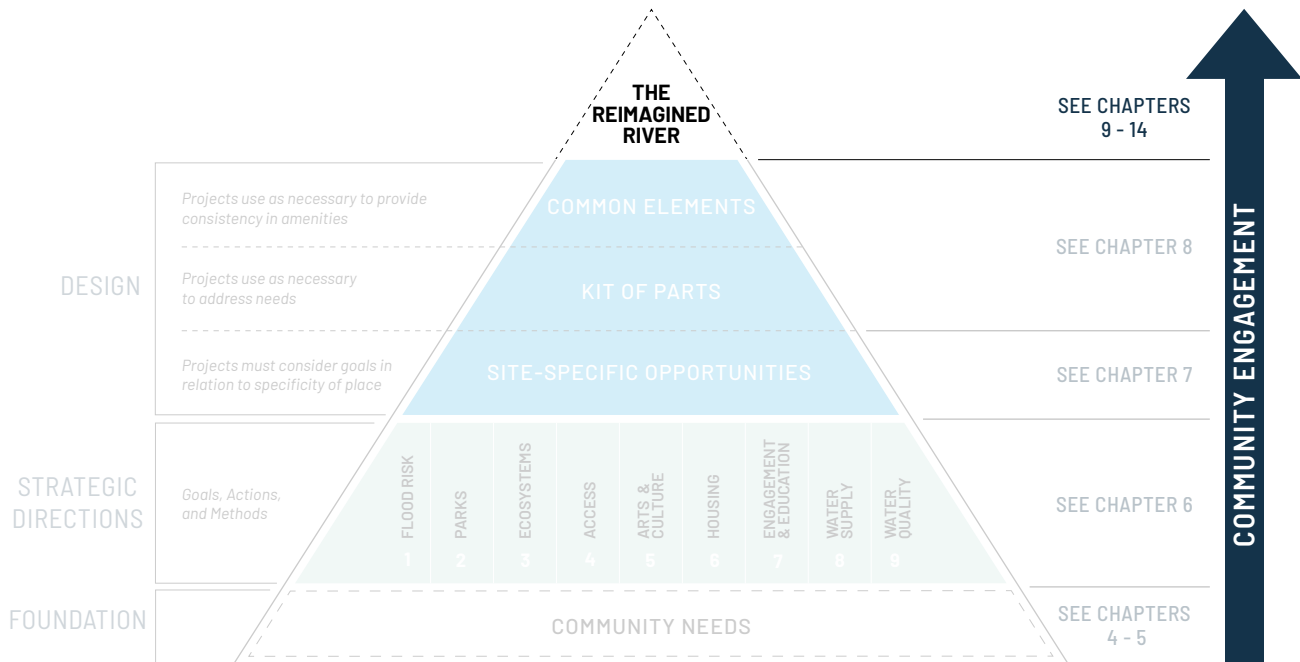 THE
REIMAGINED
RIVER
SEE CHAPTERS
9 - 14
DESIGN
Projects use as necessary to provide
consistency in amenities
COMMON ELEMENTS
SEE CHAPTER 8
Projects use as necessary
to address needs
KIT OF PARTS
Projects must consider goals in
relation to specificity of place
SITE-SPECIFIC OPPORTUNITIES
SEE CHAPTER 7
STRATEGIC
DIRECTIONS
Goals, Actions,
and Methods
FLOOD RISK
1
PARKS
2
ECOSYSTEMS
3
ACCESS
4
ARTS &
CULTURE
5
HOUSING
6
ENGAGEMENT
& EDUCATION
7
WATER
SUPPLY
8
WATER
QUALITY
9
SEE CHAPTER 6
FOUNDATION
COMMUNITY NEEDS
SEE CHAPTERS
4 - 5
COMMUNITY ENGAGEMENT